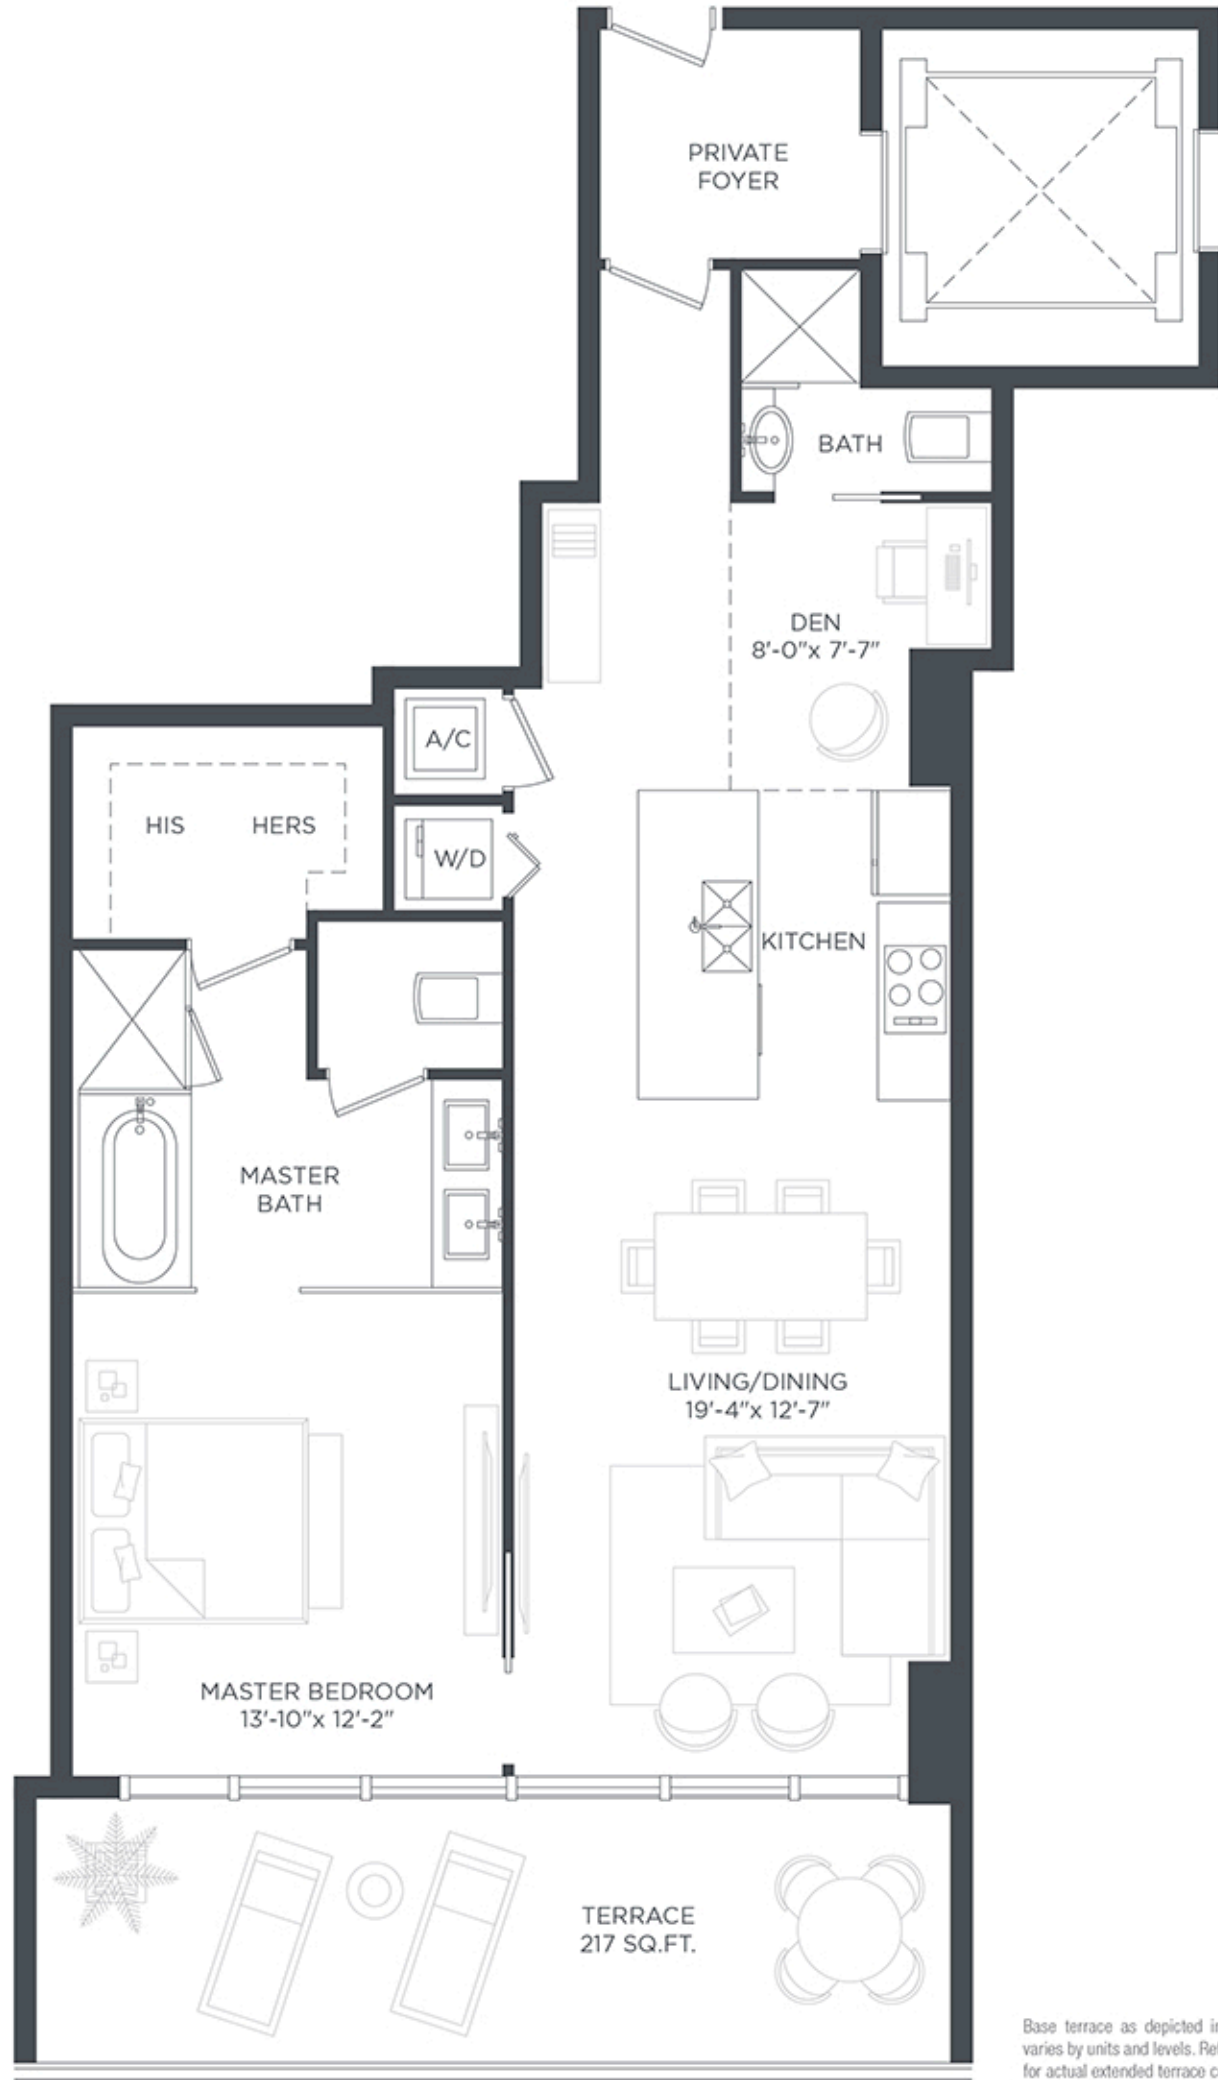 PRIVATE
FOYER
BATH
DEN
8'-0"x 7'-7"
A/C
HIS
HERS
W/D
KITCHEN
MASTER
BATH
LIVING/DINING
19'-4"x 12'-7"
MASTER BEDROOM
13'-10"x 12'-2"
TERRACE
217 SQ.FT.
Base terrace as depicted
varies by units and levels.
for actual extended terrace